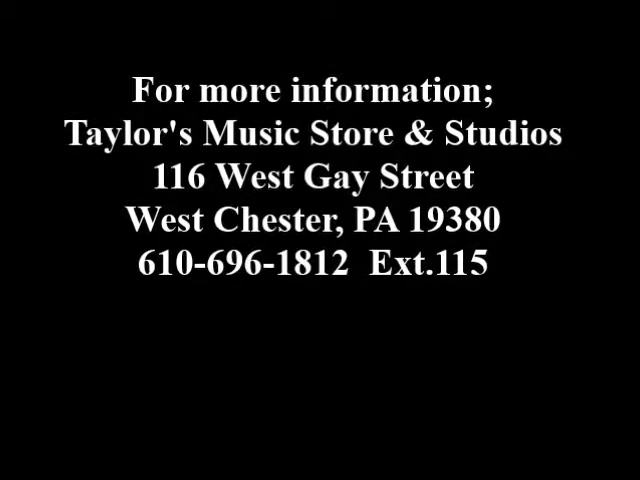 For more information;
Taylor's Music Store & Studios
116 West Gay Street
West Chester, PA 19380
610-696-1812  Ext.115